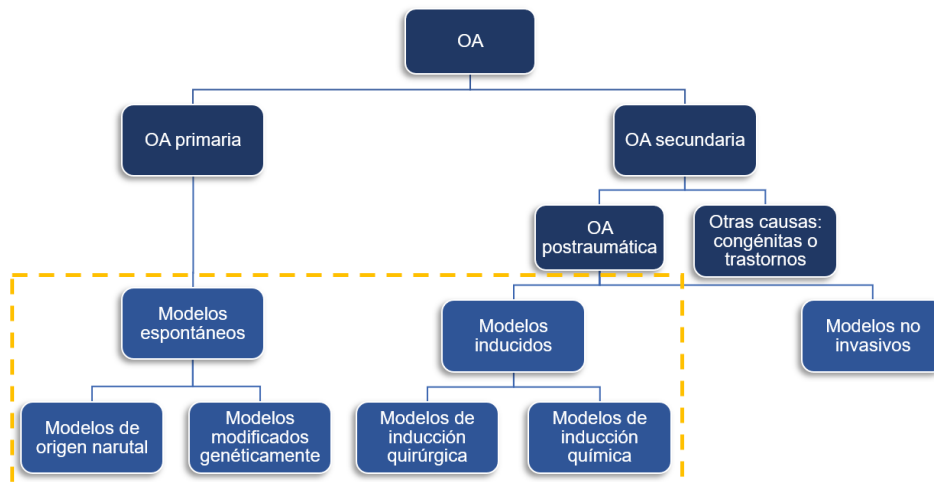 OA
OA primaria
OA secundaria
OA
postraumática
Otras causas:
congénitas o
trastornos
Modelos
espontáneos
Modelos
inducidos
Modelos no
invasivos
Modelos de
origen narutal
Modelos
modificados
genéticamente
Modelos de
inducción
quirúrgica
Modelos de
inducción
química